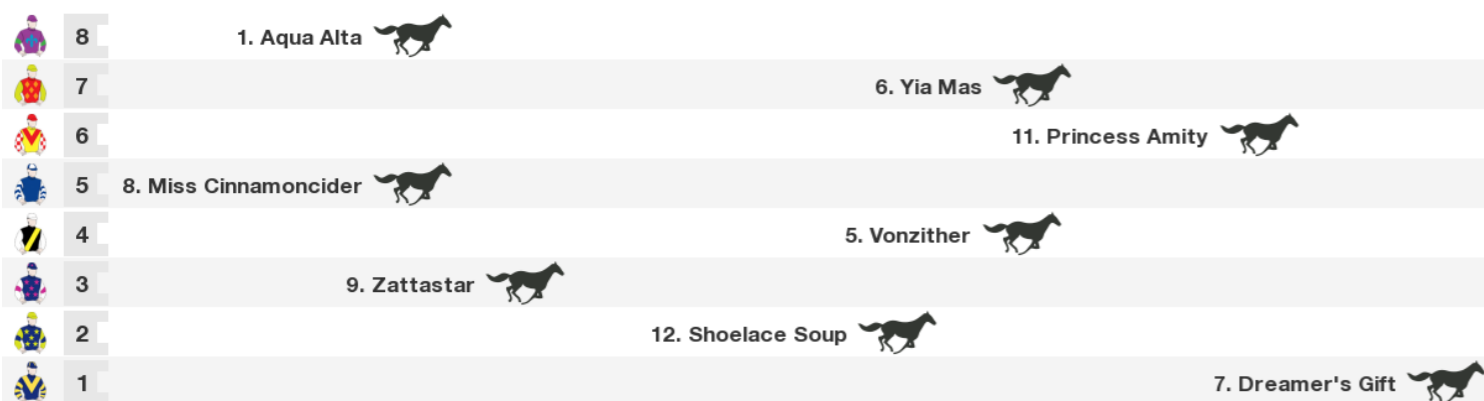 8 1. Aqua Alta
7 6. Yia Mas
6 11. Princess Amity
5 8. Miss Cinnamoncider
4 5. Vonzither
3 9. Zattastar
2 12. Shoelace Soup
1 7. Dreamer's Gift